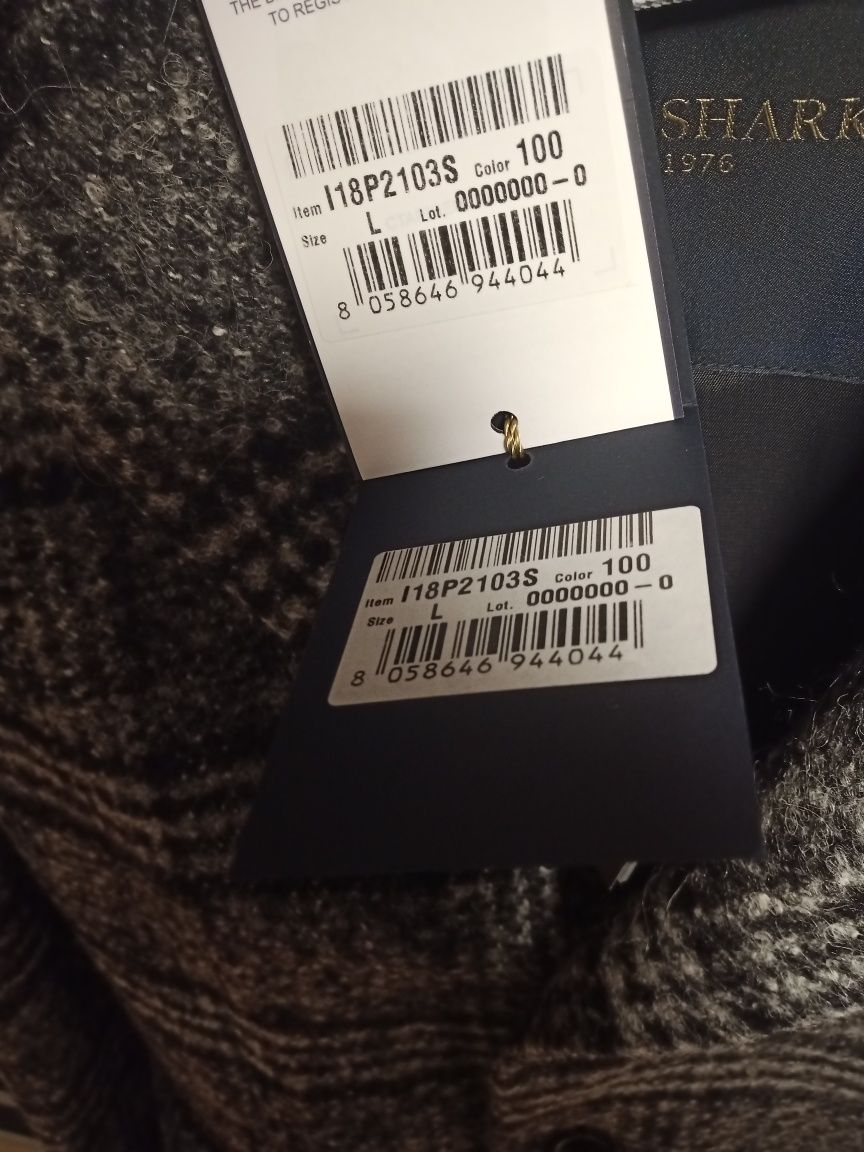 TO REGIS
Item I18P2103S Color 100
Size L Lot. 0000000-0
8 058646 944044
SHARK
1976
Item I18P2103S Color 100
Size L Lot. 0000000-0
8 058646 944044